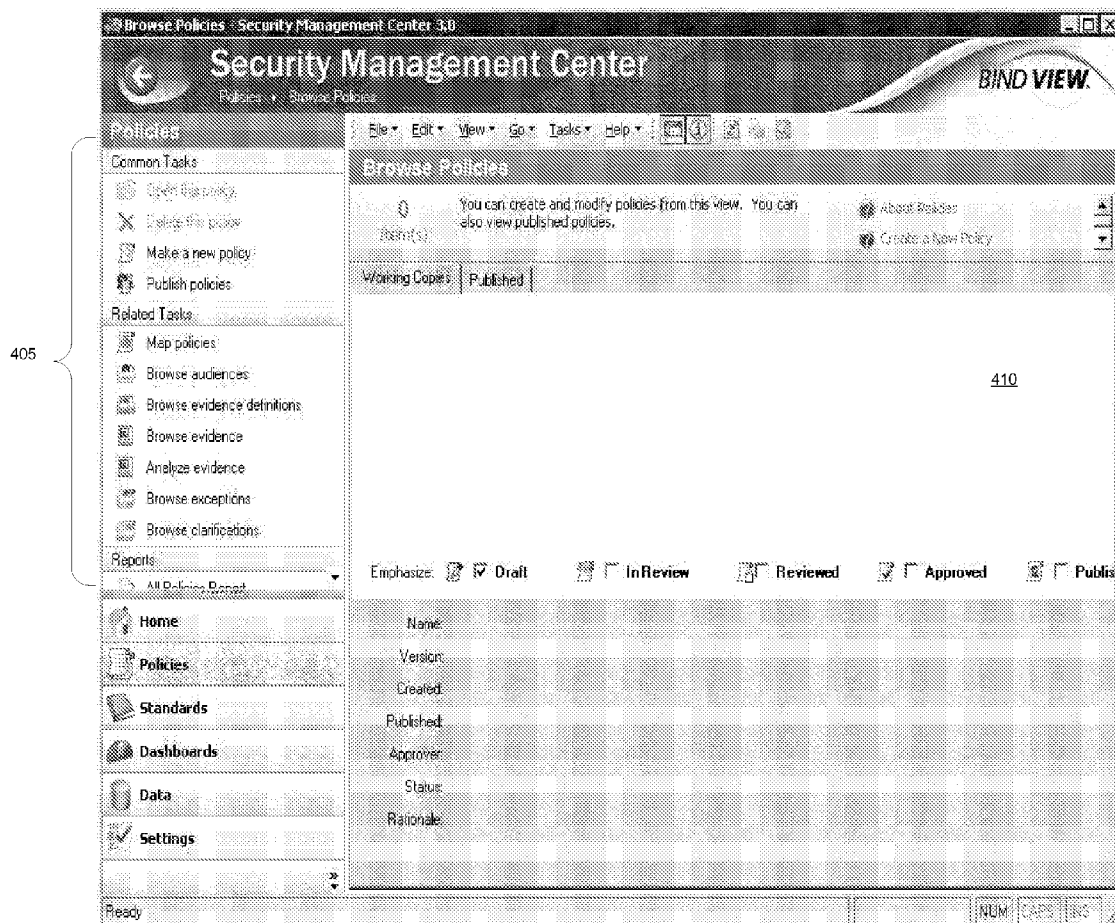 Browse Policies - Security Management Center 3.0
Security Management Center
Policies › Browse Policies
BIND VIEW.
Policies
File Edit View Go Tasks Help
Common Tasks
Open this policy
Delete this policy
Make a new policy
Publish policies
Related Tasks
Map policies
Browse audiences
Browse evidence definitions
Browse evidence
Analyze evidence
Browse exceptions
Browse clarifications
Reports
All Policies Report
405
Home
Policies
Standards
Dashboards
Data
Settings
Browse Policies
0
Item(s)
You can create and modify policies from this view. You can
also view published policies.
About Policies
Create a New Policy
Working Copies Published
410
Emphasize: Draft In Review Reviewed Approved Publis
Name:
Version:
Created:
Published:
Approver:
Status:
Rationale:
Ready NUM CAPS INS